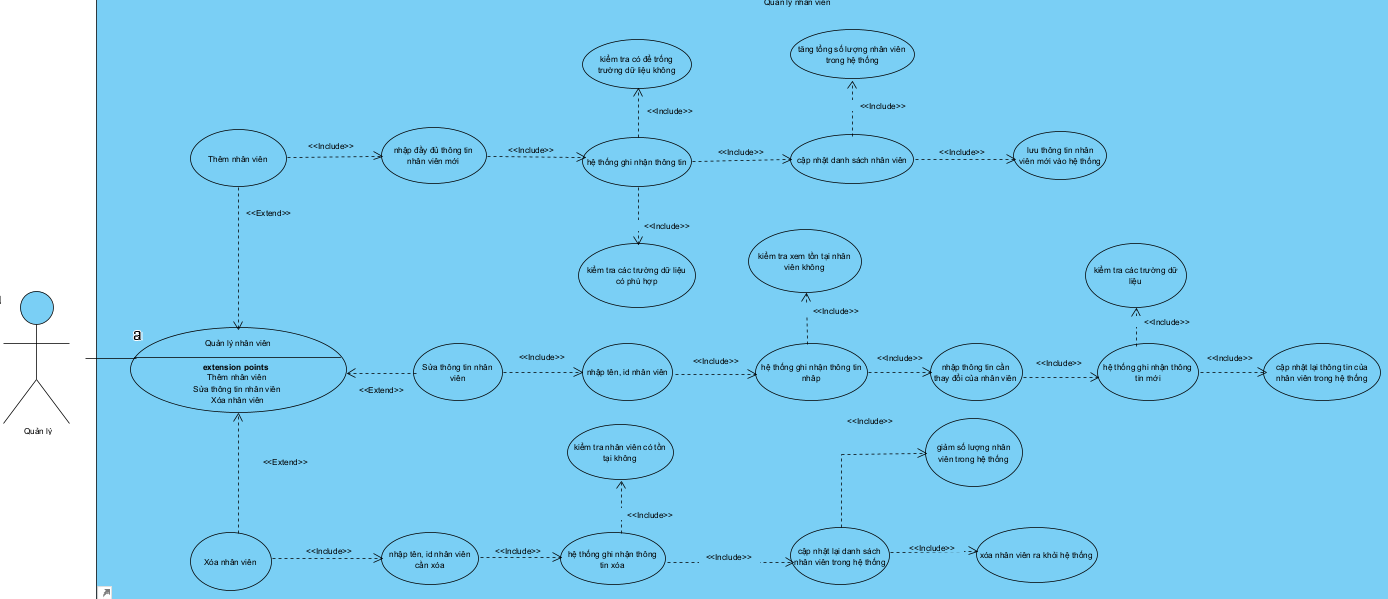 Quản lý nhân viên
kiểm tra có để trống
trường dữ liệu không
tăng tổng số lượng nhân viên
trong hệ thống
<<Include>>
<<Include>>
Thêm nhân viên
<<Include>>
nhập đầy đủ thông tin
nhân viên mới
<<Include>>
hệ thống ghi nhận thông tin
<<Include>>
cập nhật danh sách nhân viên
<<Include>>
lưu thông tin nhân
viên mới vào hệ thống
<<Extend>>
<<Include>>
kiểm tra các trường dữ liệu
có phù hợp
kiểm tra xem tồn tại nhân
viên không
kiểm tra các trường dữ
liệu
<<Include>>
<<Include>>
a
Quản lý nhân viên
extension points
Thêm nhân viên
Sửa thông tin nhân viên
Xóa nhân viên
<<Extend>>
Sửa thông tin nhân
viên
<<Include>>
nhập tên, id nhân viên
<<Include>>
hệ thống ghi nhận thông tin
nhập
<<Include>>
nhập thông tin cần
thay đổi của nhân viên
<<Include>>
hệ thống ghi nhận thông
tin mới
<<Include>>
cập nhật lại thông tin của
nhân viên trong hệ thống
Quản lý
<<Extend>>
kiểm tra nhân viên có tồn
tại không
<<Include>>
giảm số lượng nhân
viên trong hệ thống
<<Include>>
Xóa nhân viên
<<Include>>
nhập tên, id nhân viên
cần xóa
<<Include>>
hệ thống ghi nhận thông
tin xóa
<<Include>>
cập nhật lại danh sách
nhân viên trong hệ thống
<<Include>>
xóa nhân viên ra khỏi hệ thống